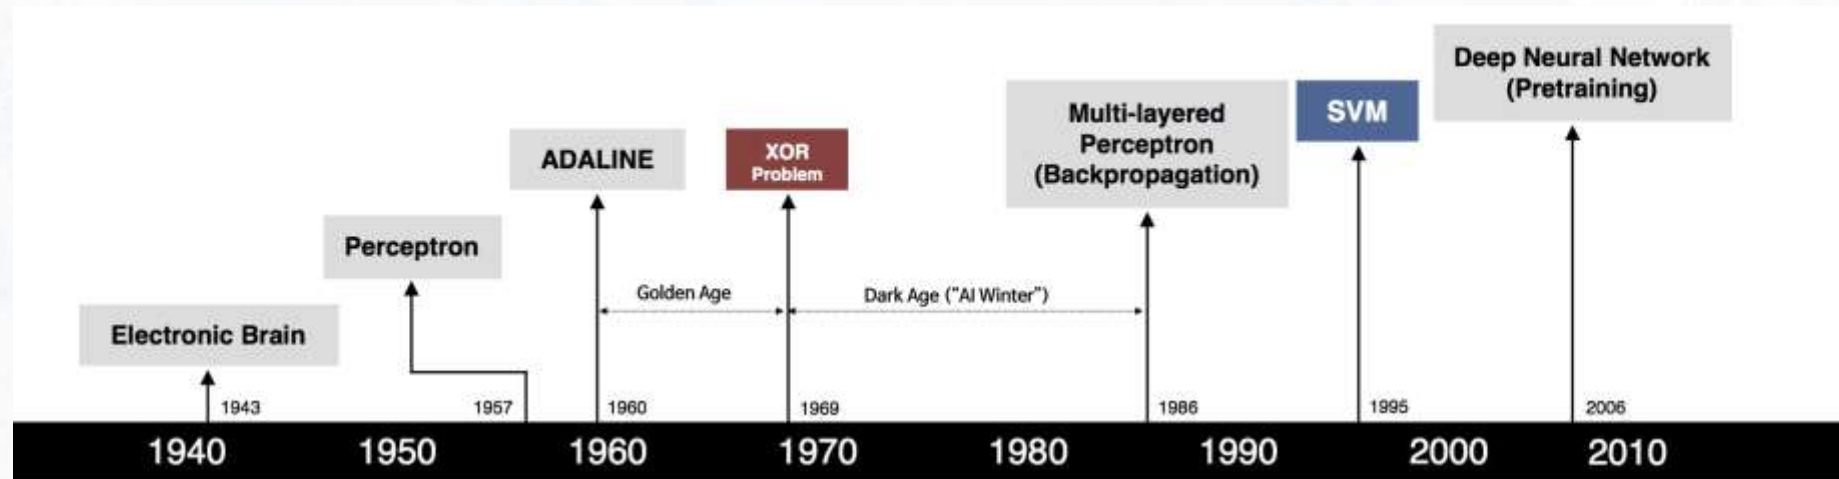 Deep Neural Network
(Pretraining)
Multi-layered
Perceptron
(Backpropagation)
SVM
ADALINE
XOR
Problem
Perceptron
Golden Age
Dark Age ("AI Winter")
Electronic Brain
1943
1957
1960
1969
1986
1995
2006
1940
1950
1960
1970
1980
1990
2000
2010